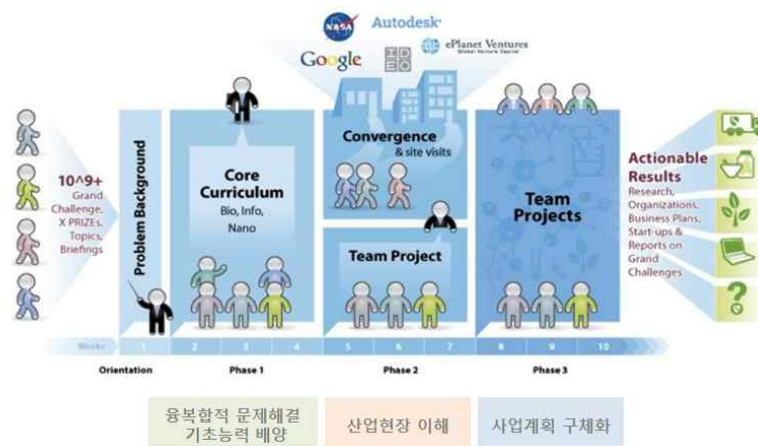 NASA
Autodesk
Google
IDEO
ePlanet Ventures
Global Venture Capital
10^9+
Grand
Challenge,
X PRIZEs,
Topics,
Briefings
Problem Background
Core
Curriculum
Bio, Info,
Nano
Convergence
& site visits
Team Project
Team
Projects
Actionable
Results
Research,
Organizations,
Business Plans,
Start-ups &
Reports on
Grand
Challenges
Weeks 1 2 3 4 5 6 7 8 9 10
Orientation Phase 1 Phase 2 Phase 3
융복합적 문제해결
기초능력 배양
산업현장 이해
사업계획 구체화